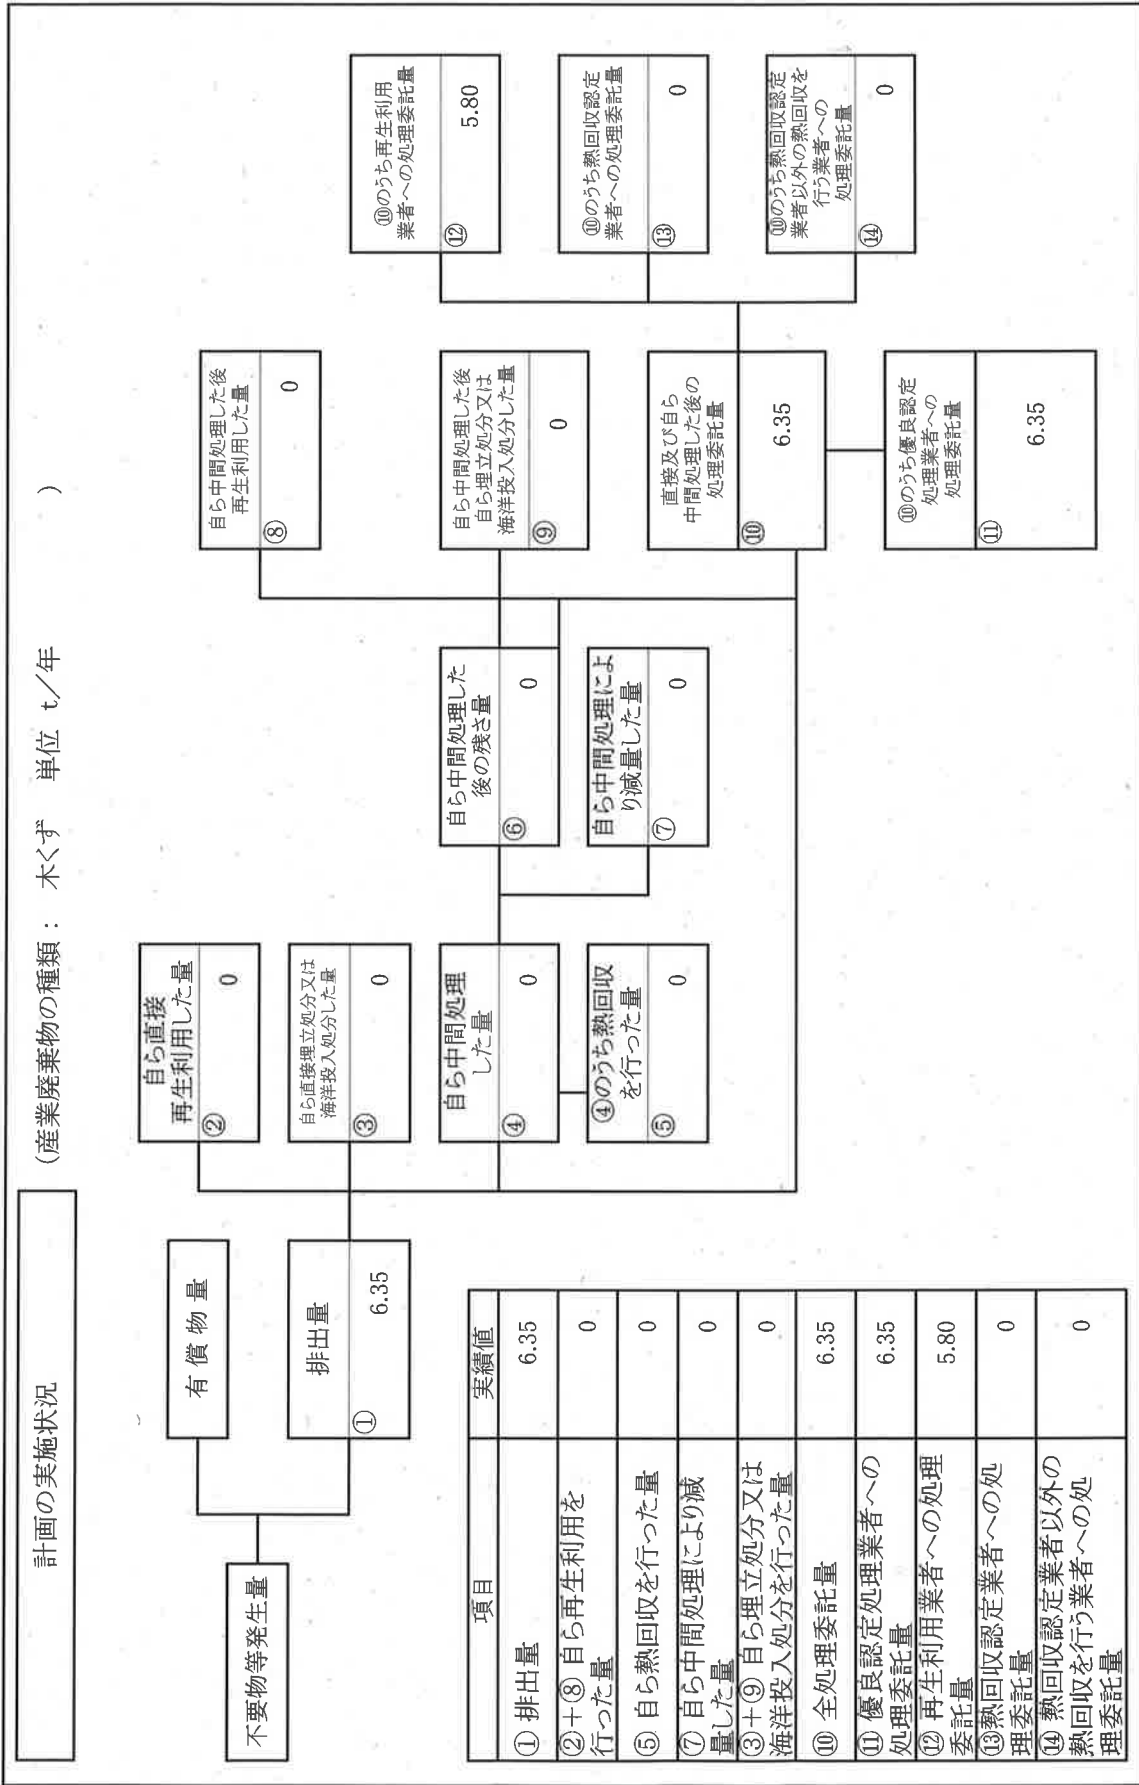 計画の実施状況
(産業廃棄物の種類： 木くず 単位 t／年 )
不要物等発生量
有償物量
排出量
① 6.35
自ら直接
再生利用した量
② 0
自ら直接埋立処分又は
海洋投入処分した量
③ 0
自ら中間処理
した量
④ 0
④のうち熱回収
を行った量
⑤ 0
自ら中間処理した
後の残さ量
⑥ 0
自ら中間処理によ
り減量した量
⑦ 0
自ら中間処理した後
再生利用した量
⑧ 0
自ら中間処理した後
自ら埋立処分又は
海洋投入処分した量
⑨ 0
直接及び自ら
中間処理した後の
処理委託量
⑩ 6.35
⑩のうち優良認定
処理業者への
処理委託量
⑪ 6.35
⑩のうち再生利用
業者への処理委託量
⑫ 5.80
⑩のうち熱回収認定
業者への処理委託量
⑬ 0
⑩のうち熱回収認定
業者以外の熱回収を
行う業者への
処理委託量
⑭ 0
項目 実績値
①排出量 6.35
②+⑧ 自ら再生利用を
行った量 0
⑤ 自ら熱回収を行った量 0
⑦ 自ら中間処理により減
量した量 0
③+⑨ 自ら埋立処分又は
海洋投入処分を行った量 0
⑩ 全処理委託量 6.35
⑪ 優良認定処理業者への
処理委託量 6.35
⑫ 再生利用業者への処理
委託量 5.80
⑬熱回収認定業者への処
理委託量 0
⑭ 熱回収認定業者以外の
熱回収を行う業者への処
理委託量 0